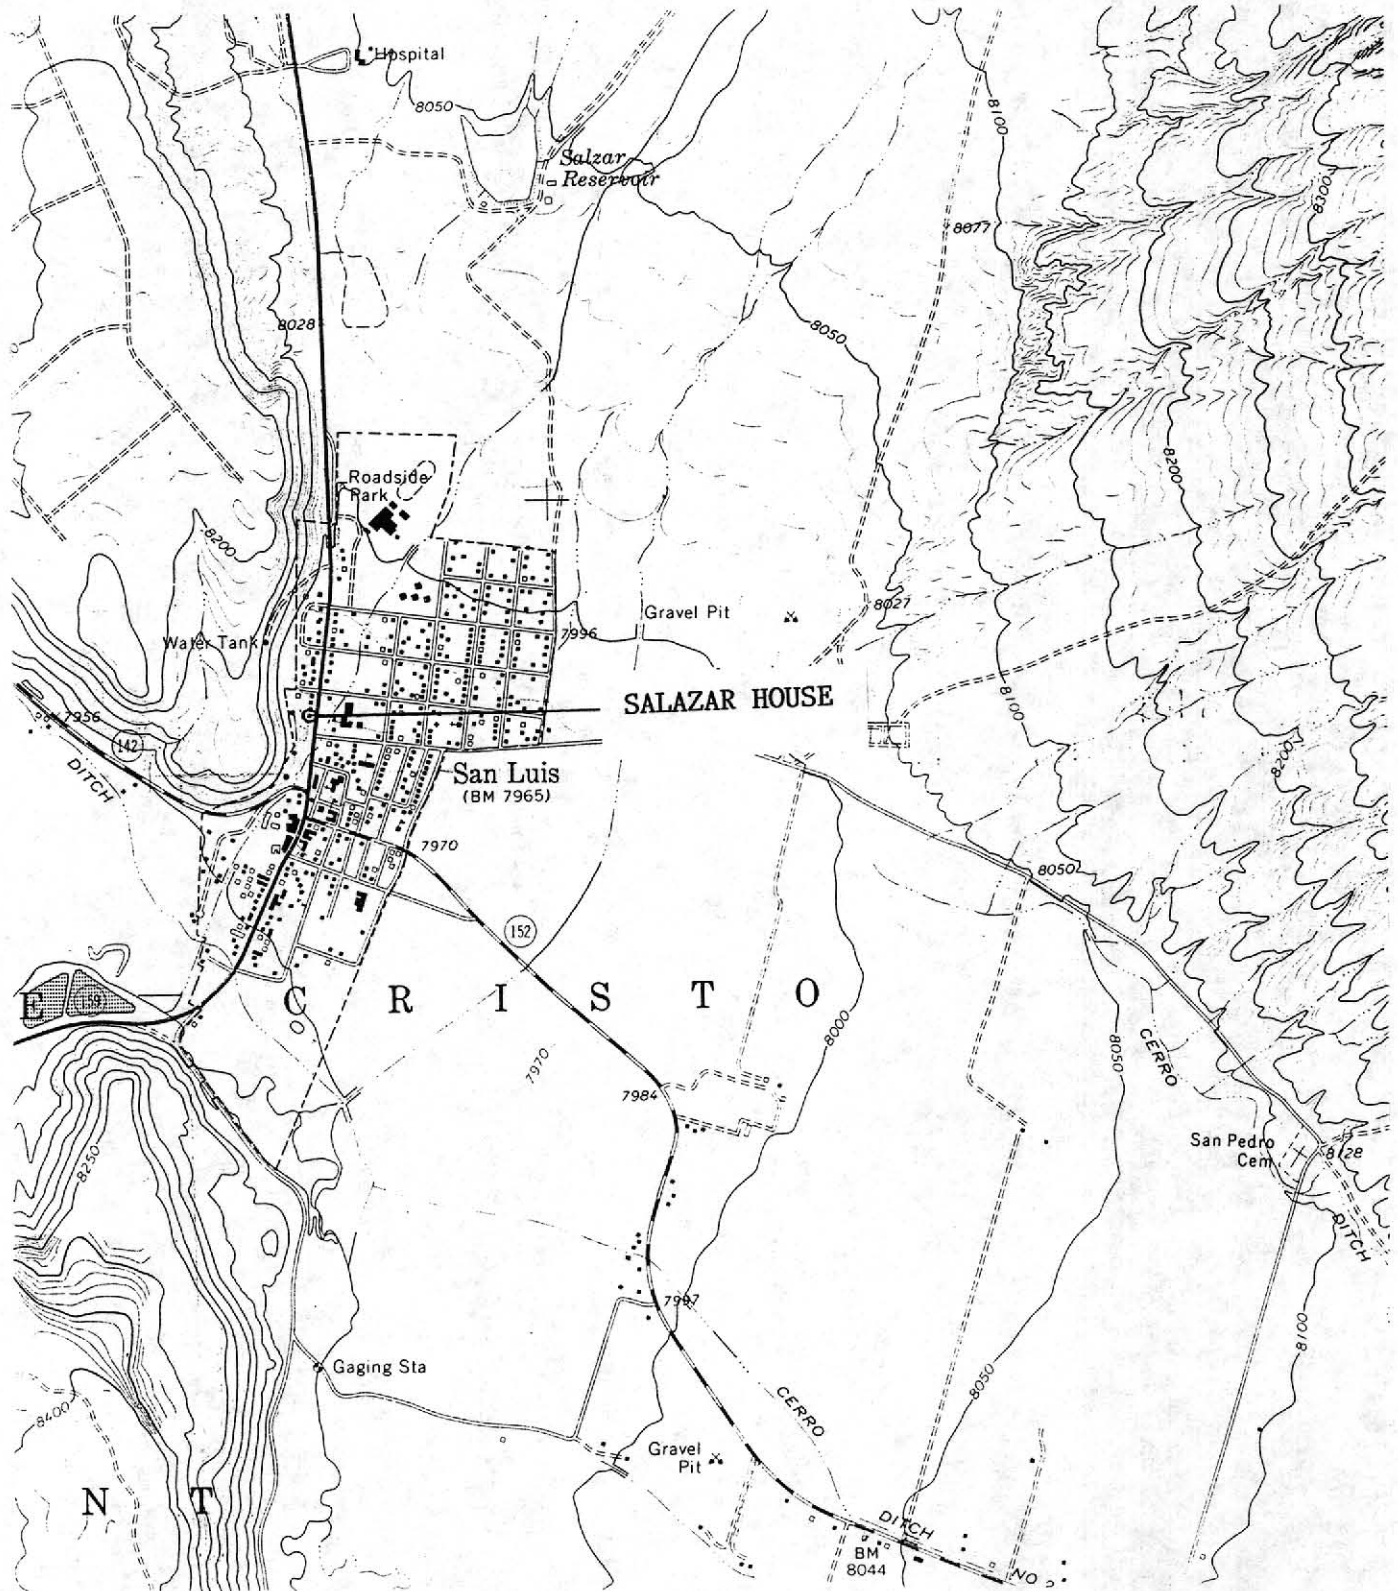 Hospital
8050
Salzar
Reservoir
8100
8300
8077
8028
8050
Roadside
Park
8200
8200
Gravel Pit
8027
Water Tank
7996
SALAZAR HOUSE
7956
142
8100
DITCH
San Luis
(BM 7965)
8200
7970
8050
152
E
159
C R I S T O
8000
7970
8050
CERRO
7984
8250
San Pedro
Cem
8128
DITCH
7997
8100
Gaging Sta
8050
CERRO
8400
Gravel
Pit
N T
DITCH
BM
8044
NO